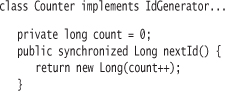 class Counter implements IdGenerator...
private long count = 0;
public synchronized Long nextId() {
return new Long(count++);
}